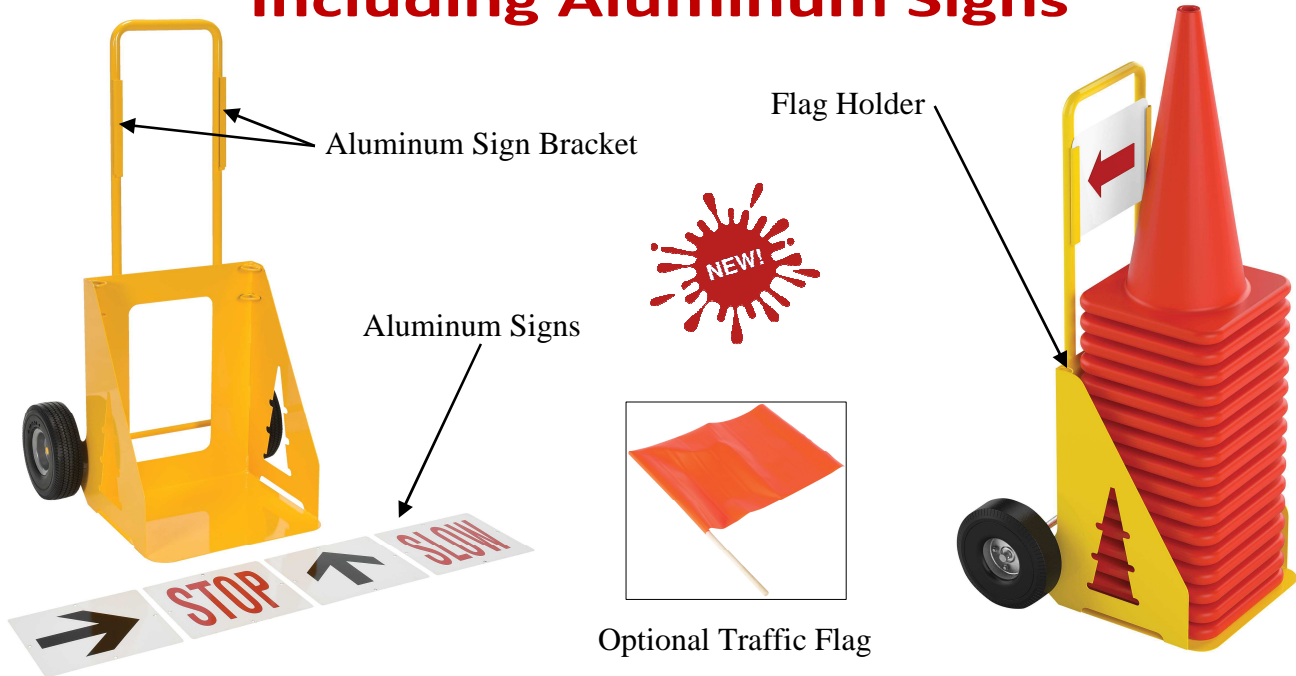 Including Aluminum Signs
Aluminum Sign Bracket
Flag Holder
NEW!
Aluminum Signs
STOP
SLOW
Optional Traffic Flag